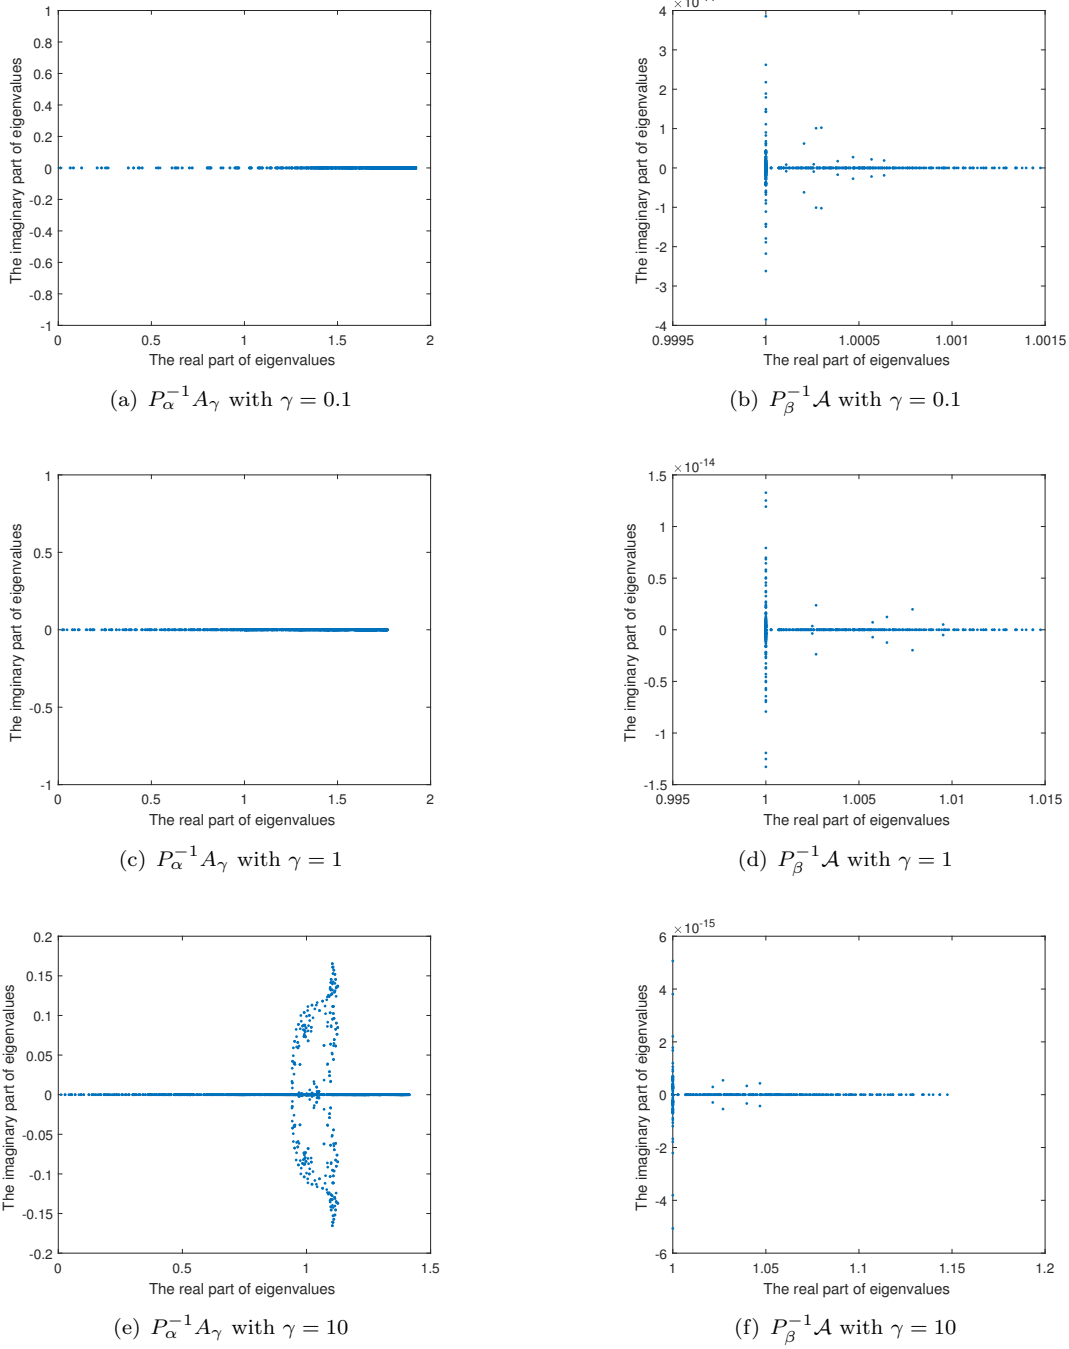 1
0.8
0.6
0.4
0.2
0
-0.2
-0.4
-0.6
-0.8
-1
0 0.5 1 1.5 2
The real part of eigenvalues
The imaginary part of eigenvalues
(a) $P_\alpha^{-1}A_\gamma$ with $\gamma = 0.1$
4
3
2
1
0
-1
-2
-3
-4
0.9995 1 1.0005 1.001 1.0015
The real part of eigenvalues
The imaginary part of eigenvalues
(b) $P_\beta^{-1}\mathcal{A}$ with $\gamma = 0.1$
1
0.5
0
-0.5
-1
0 0.5 1 1.5 2
The real part of eigenvalues
The imginary part of eigenvalues
(c) $P_\alpha^{-1}A_\gamma$ with $\gamma = 1$
×10⁻¹⁴
1.5
1
0.5
0
-0.5
-1
-1.5
0.995 1 1.005 1.01 1.015
The real part of eigenvalues
The imaginary part of eigenvalues
(d) $P_\beta^{-1}\mathcal{A}$ with $\gamma = 1$
0.2
0.15
0.1
0.05
0
-0.05
-0.1
-0.15
-0.2
0 0.5 1 1.5
The real part of eigenvalues
The imaginary part of eigenvalues
(e) $P_\alpha^{-1}A_\gamma$ with $\gamma = 10$
×10⁻¹⁵
6
4
2
0
-2
-4
-6
1 1.05 1.1 1.15 1.2
The real part of eigenvalues
The imaginary part of eigenvalues
(f) $P_\beta^{-1}\mathcal{A}$ with $\gamma = 10$